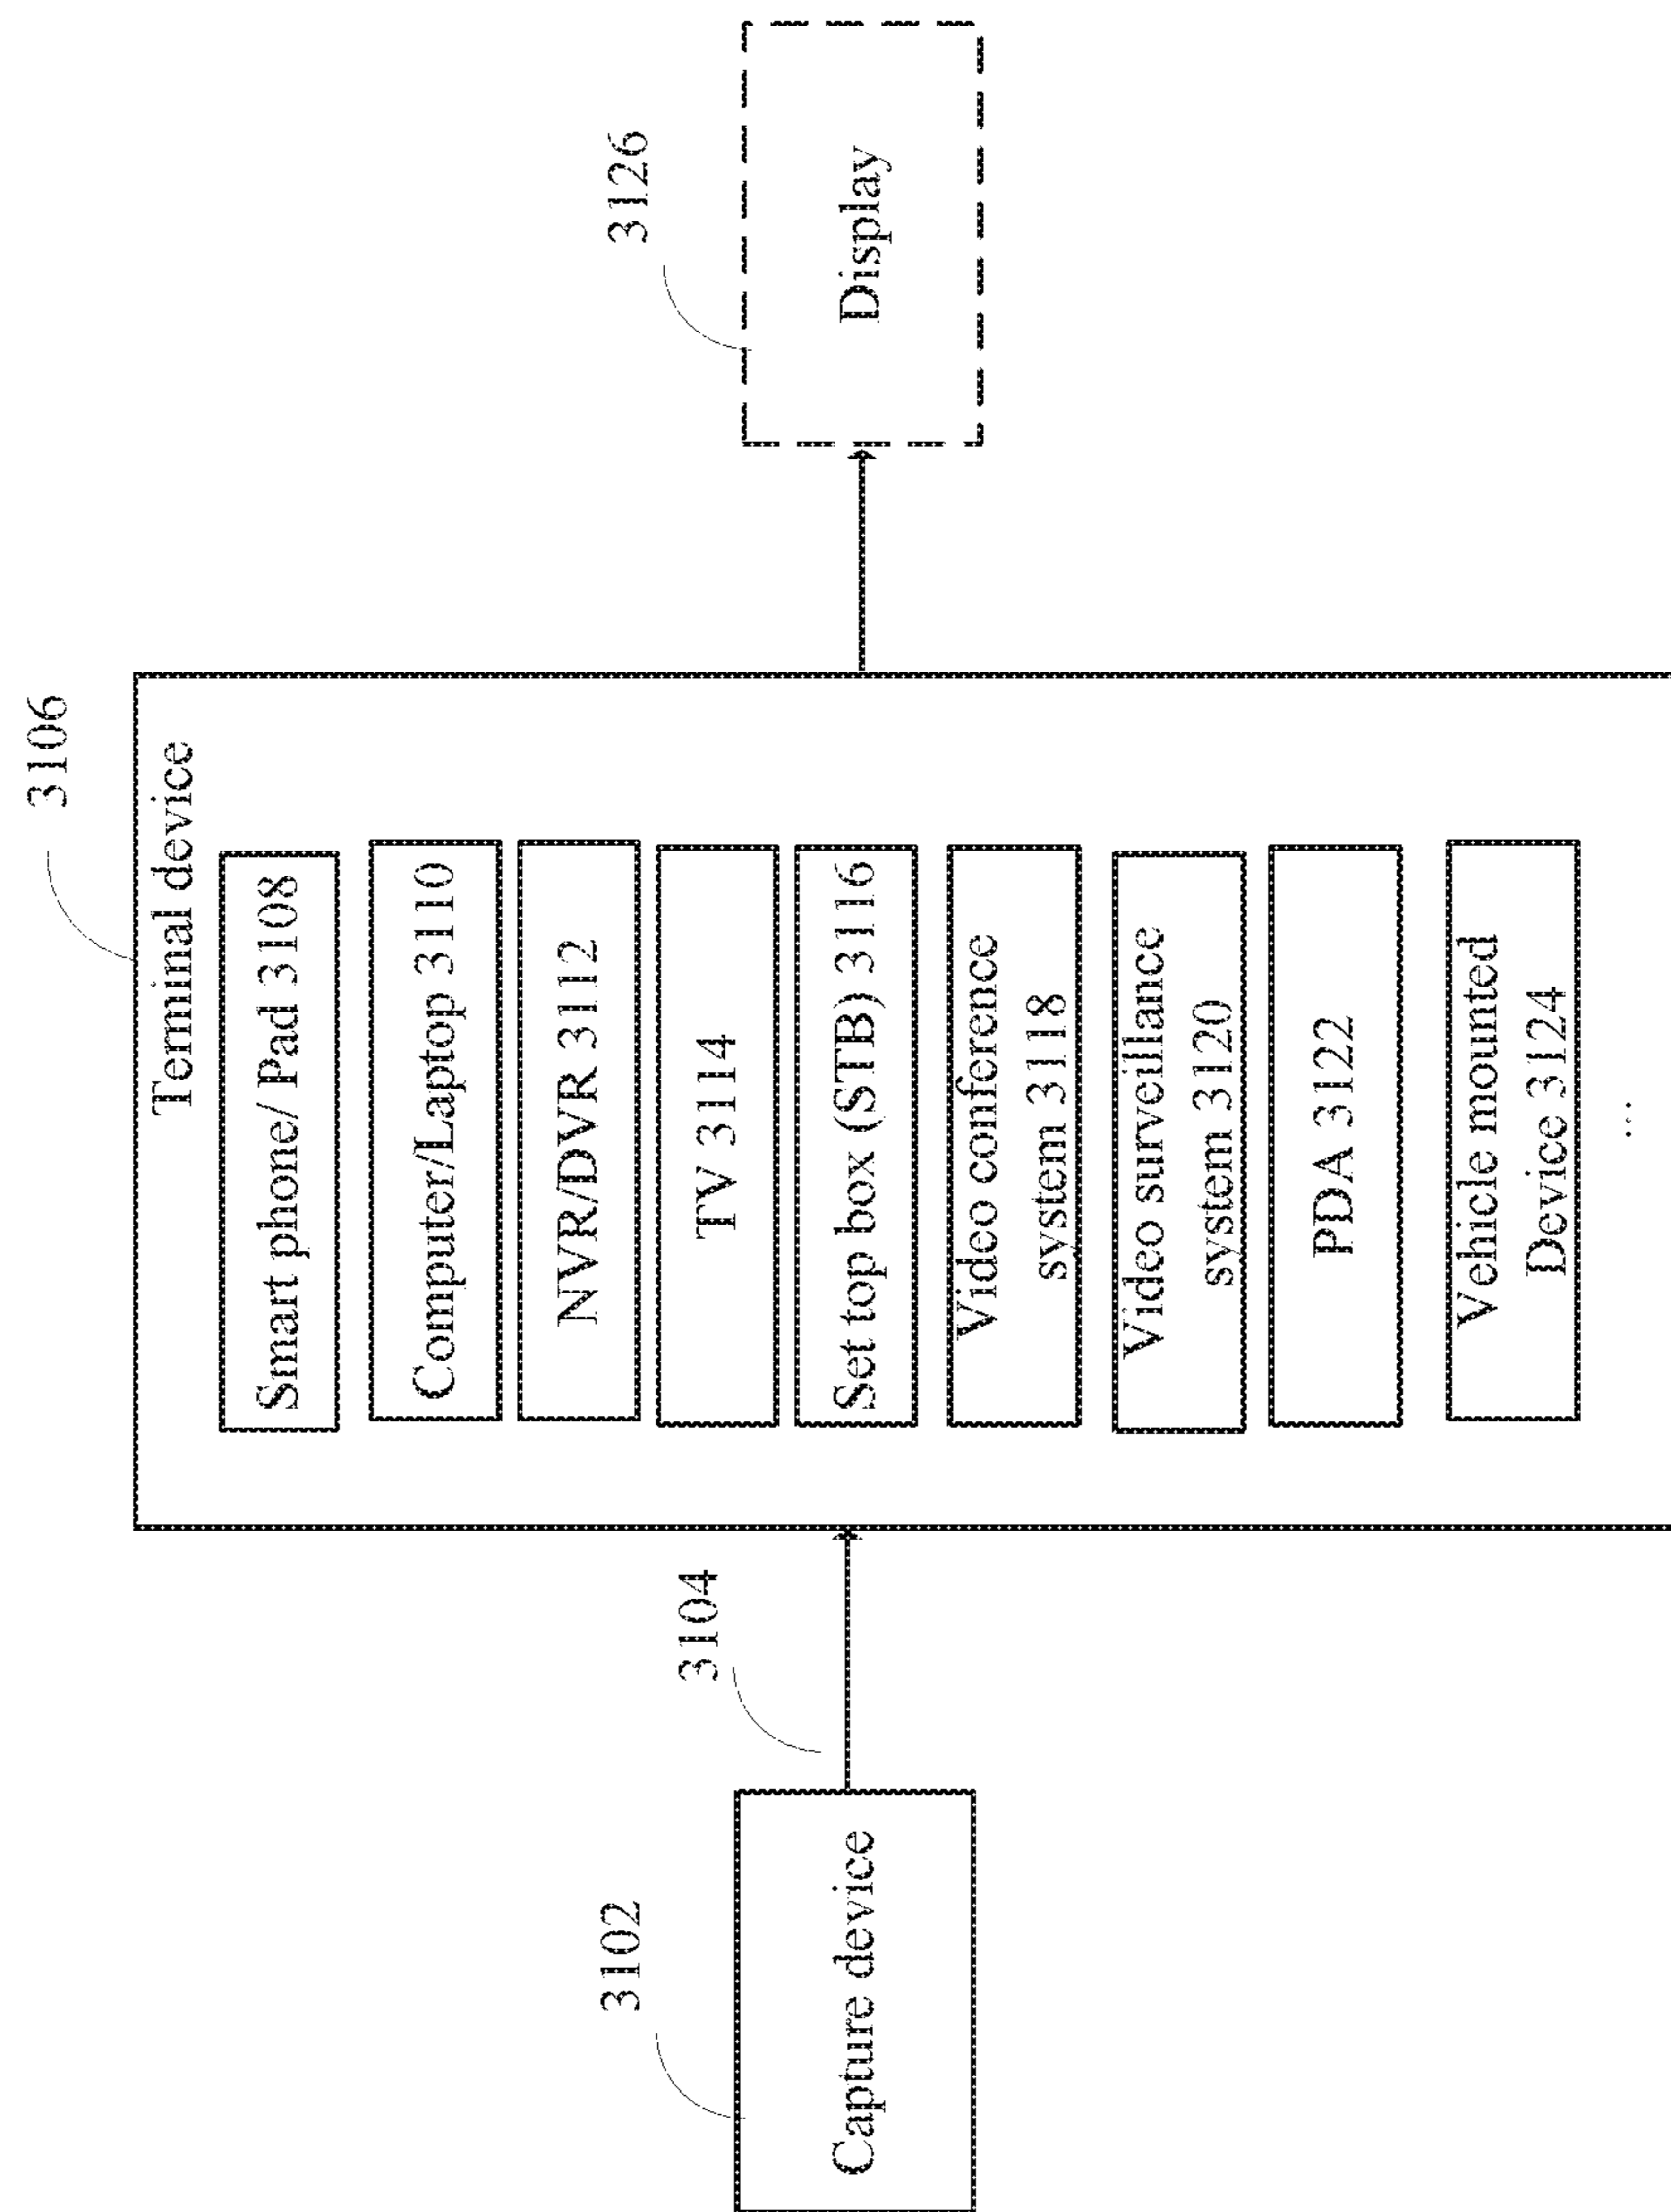 3102
Capture device
3104
3106
Terminal device
Smart phone/ Pad 3108
Computer/Laptop 3110
NVR/DVR 3112
TV 3114
Set top box (STB) 3116
Video conference
system 3118
Video surveillance
system 3120
PDA 3122
Vehicle mounted
Device 3124
...
3126
Display